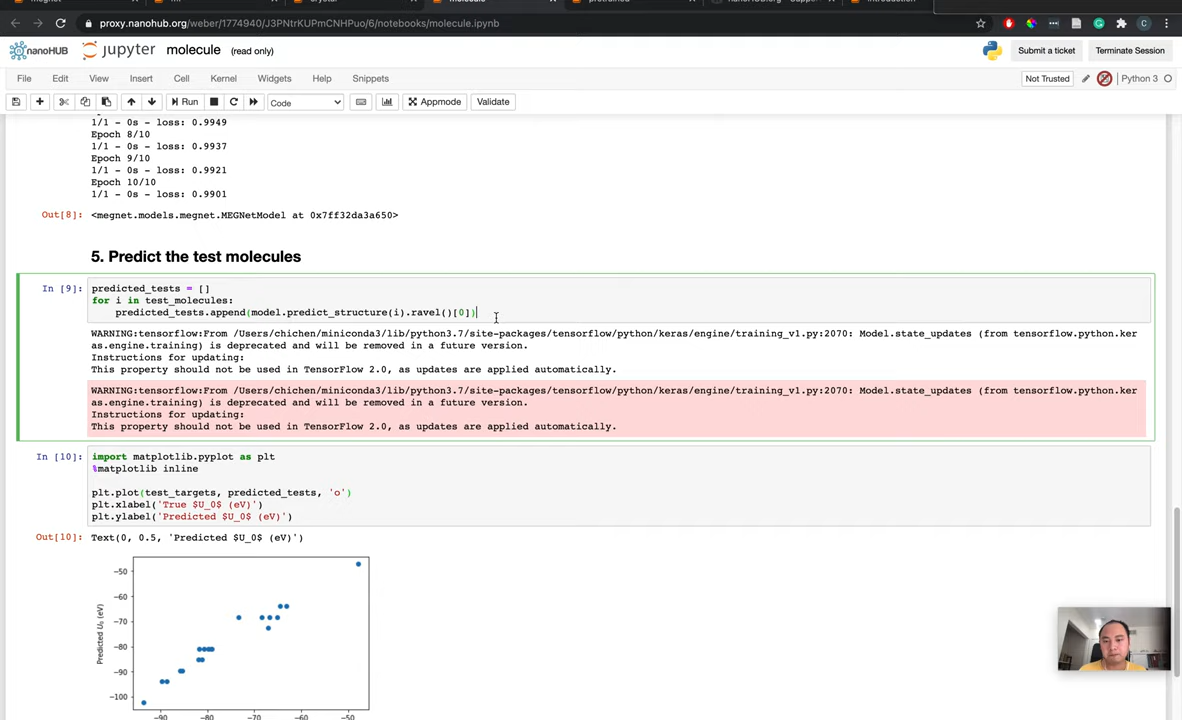 proxy.nanohub.org/weber/1774940/J3PNtrKUPmCNHPuo/6/notebooks/molecule.ipynb
nanoHUB jupyter molecule (read only) Submit a ticket Terminate Session
File Edit View Insert Cell Kernel Widgets Help Snippets Not Trusted Python 3
Run Code Appmode Validate
1/1 - 0s - loss: 0.9949
Epoch 8/10
1/1 - 0s - loss: 0.9937
Epoch 9/10
1/1 - 0s - loss: 0.9921
Epoch 10/10
1/1 - 0s - loss: 0.9901
Out[8]: <megnet.models.megnet.MEGNetModel at 0x7ff32da3a650>
5. Predict the test molecules
In [9]: predicted_tests = []
for i in test_molecules:
predicted_tests.append(model.predict_structure(i).ravel()[0])
WARNING:tensorflow:From /Users/chichen/miniconda3/lib/python3.7/site-packages/tensorflow/python/keras/engine/training_v1.py:2070: Model.state_updates (from tensorflow.python.ker
as.engine.training) is deprecated and will be removed in a future version.
Instructions for updating:
This property should not be used in TensorFlow 2.0, as updates are applied automatically.
WARNING:tensorflow:From /Users/chichen/miniconda3/lib/python3.7/site-packages/tensorflow/python/keras/engine/training_v1.py:2070: Model.state_updates (from tensorflow.python.ker
as.engine.training) is deprecated and will be removed in a future version.
Instructions for updating:
This property should not be used in TensorFlow 2.0, as updates are applied automatically.
In [10]: import matplotlib.pyplot as plt
%matplotlib inline
plt.plot(test_targets, predicted_tests, 'o')
plt.xlabel('True $U_0$ (eV)')
plt.ylabel('Predicted $U_0$ (eV)')
Out[10]: Text(0, 0.5, 'Predicted $U_0$ (eV)')
Predicted U0 (eV)
-50
-60
-70
-80
-90
-100
-90 -80 -70 -60 -50